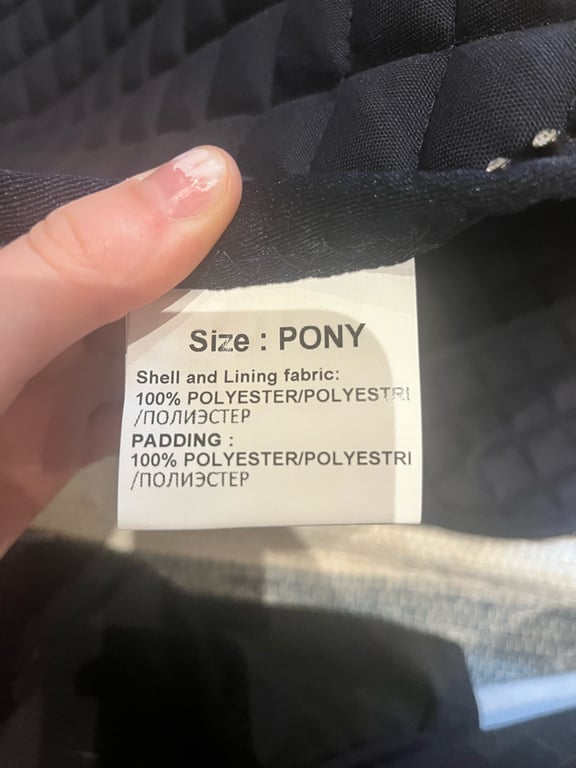 Size : PONY
Shell and Lining fabric:
100% POLYESTER/POLYESTRI
/ПОЛИЭСТЕР
PADDING :
100% POLYESTER/POLYESTRI
/ПОЛИЭСТЕР